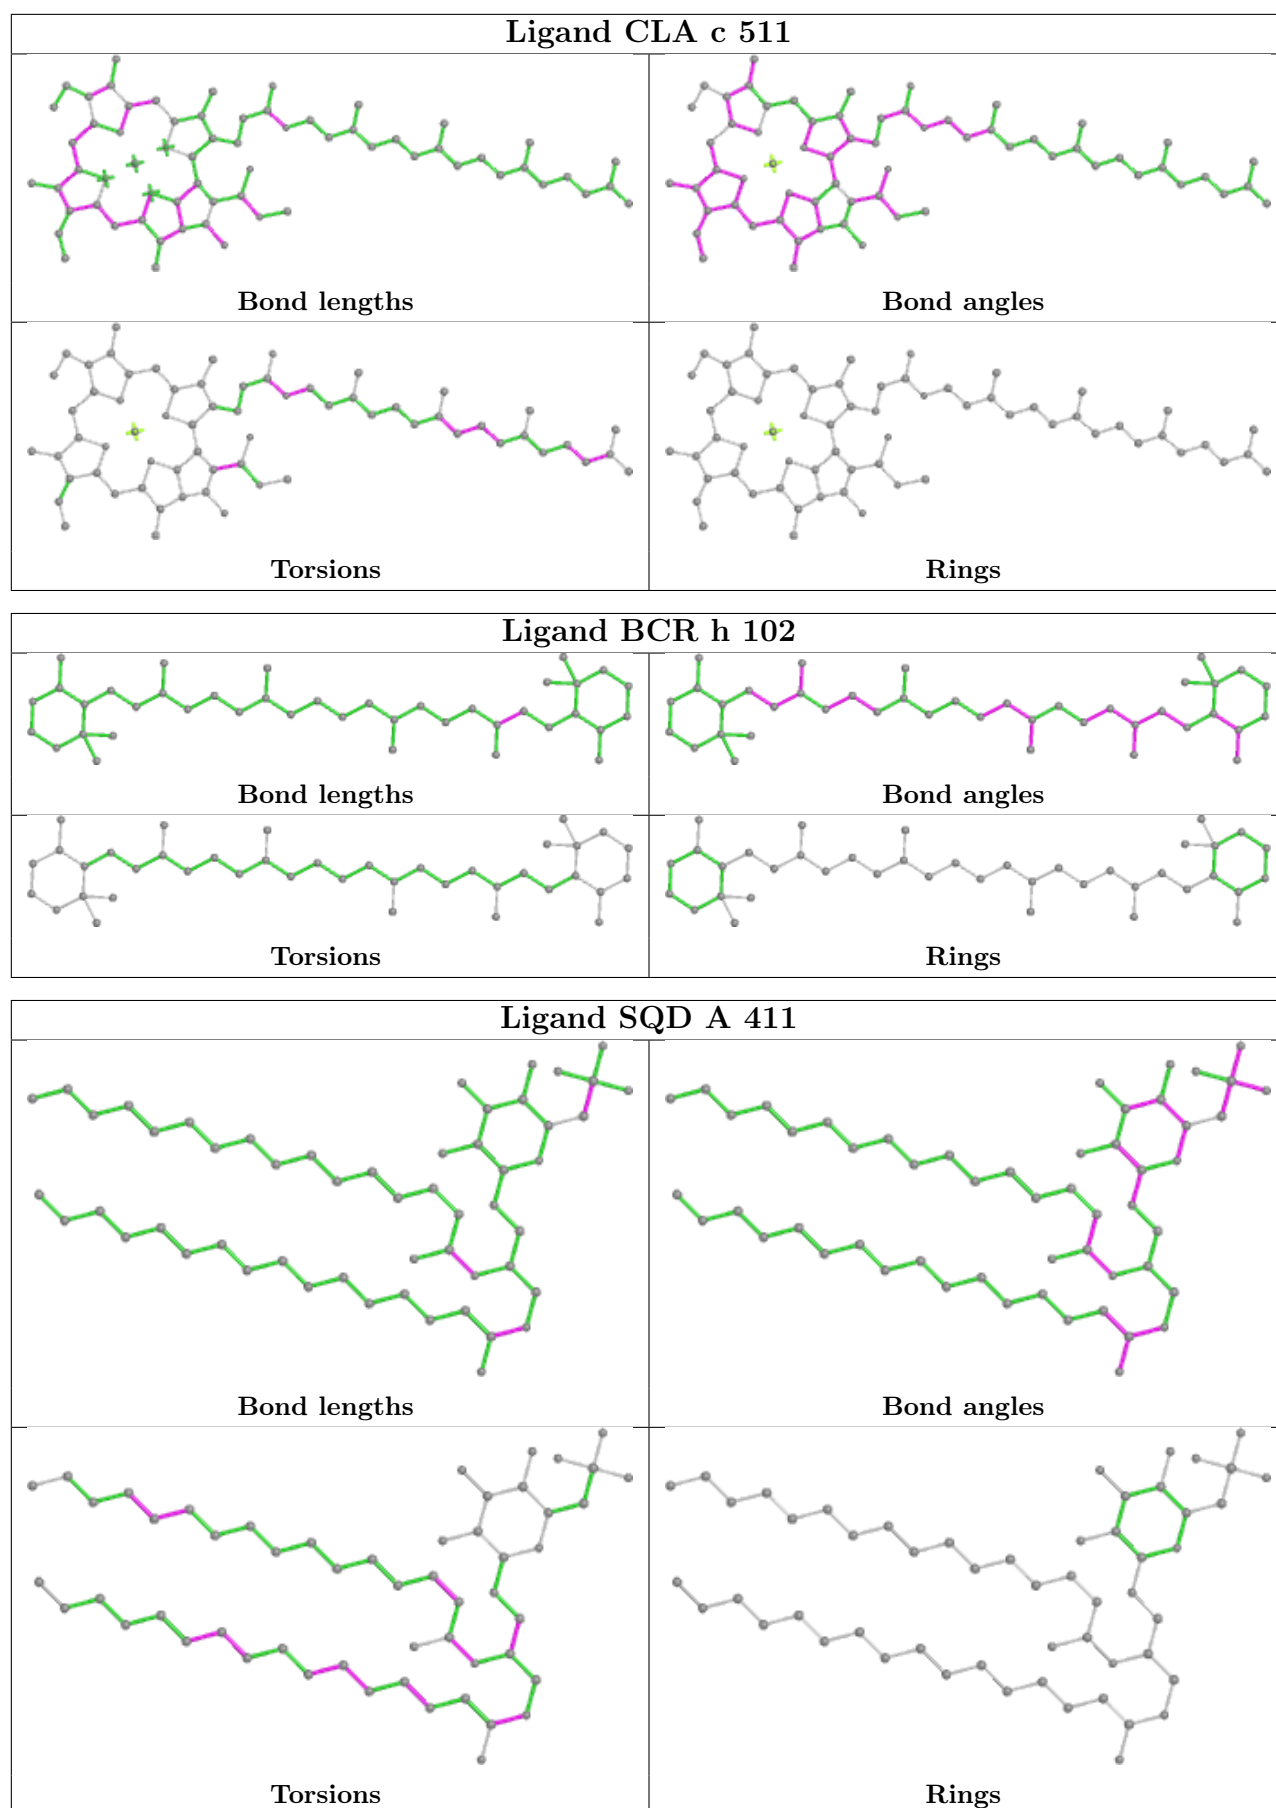 Ligand CLA c 511
Bond lengths
Bond angles
Torsions
Rings
Ligand BCR h 102
Bond lengths
Bond angles
Torsions
Rings
Ligand SQD A 411
Bond lengths
Bond angles
Torsions
Rings